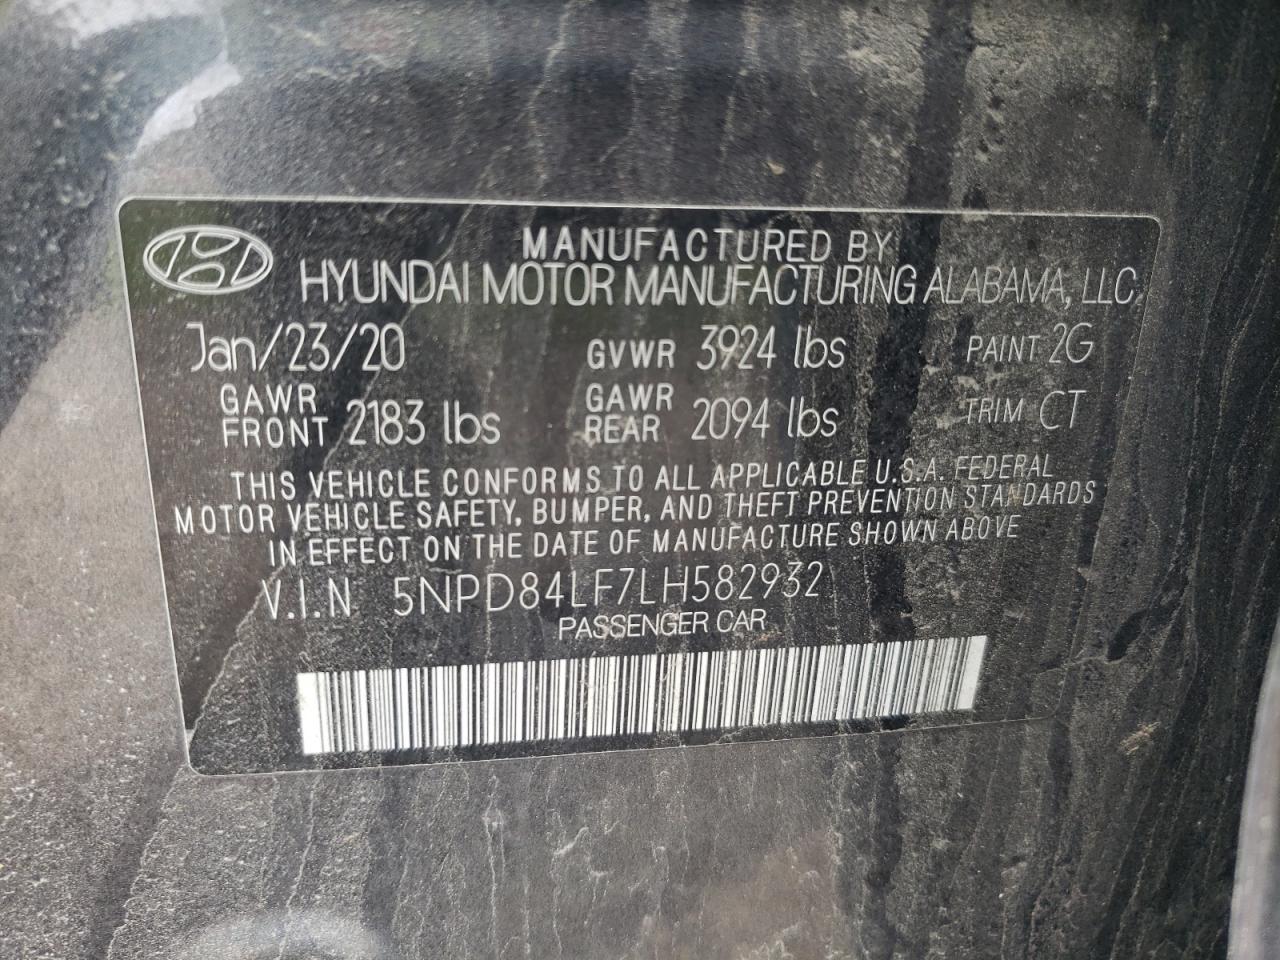 MANUFACTURED BY
HYUNDAI MOTOR MANUFACTURING ALABAMA, LLC
Jan/23/20 GVWR 3924 lbs PAINT 2G
GAWR FRONT 2183 lbs GAWR REAR 2094 lbs TRIM CT
THIS VEHICLE CONFORMS TO ALL APPLICABLE U.S.A. FEDERAL
MOTOR VEHICLE SAFETY, BUMPER, AND THEFT PREVENTION STANDARDS
IN EFFECT ON THE DATE OF MANUFACTURE SHOWN ABOVE
V.I.N 5NPD84LF7LH582932
PASSENGER CAR